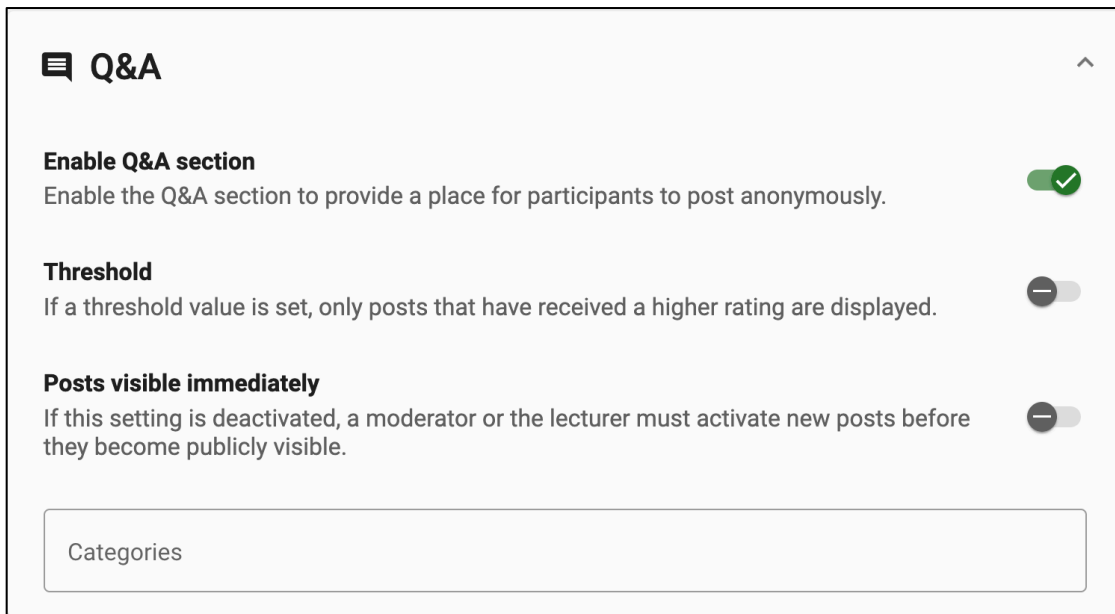 Q&A
Enable Q&A section
Enable the Q&A section to provide a place for participants to post anonymously.
Threshold
If a threshold value is set, only posts that have received a higher rating are displayed.
Posts visible immediately
If this setting is deactivated, a moderator or the lecturer must activate new posts before
they become publicly visible.
Categories